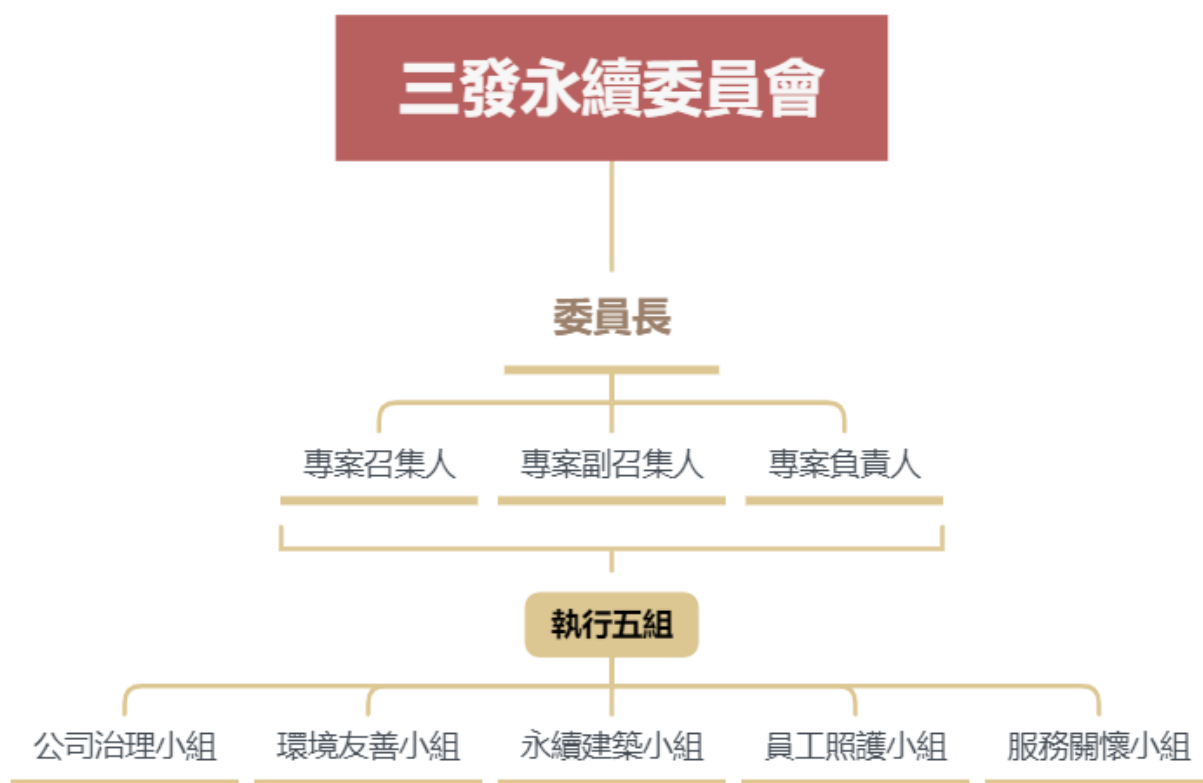 三發永續委員會
委員長
專案召集人 專案副召集人 專案負責人
執行五組
公司治理小組 環境友善小組 永續建築小組 員工照護小組 服務關懷小組